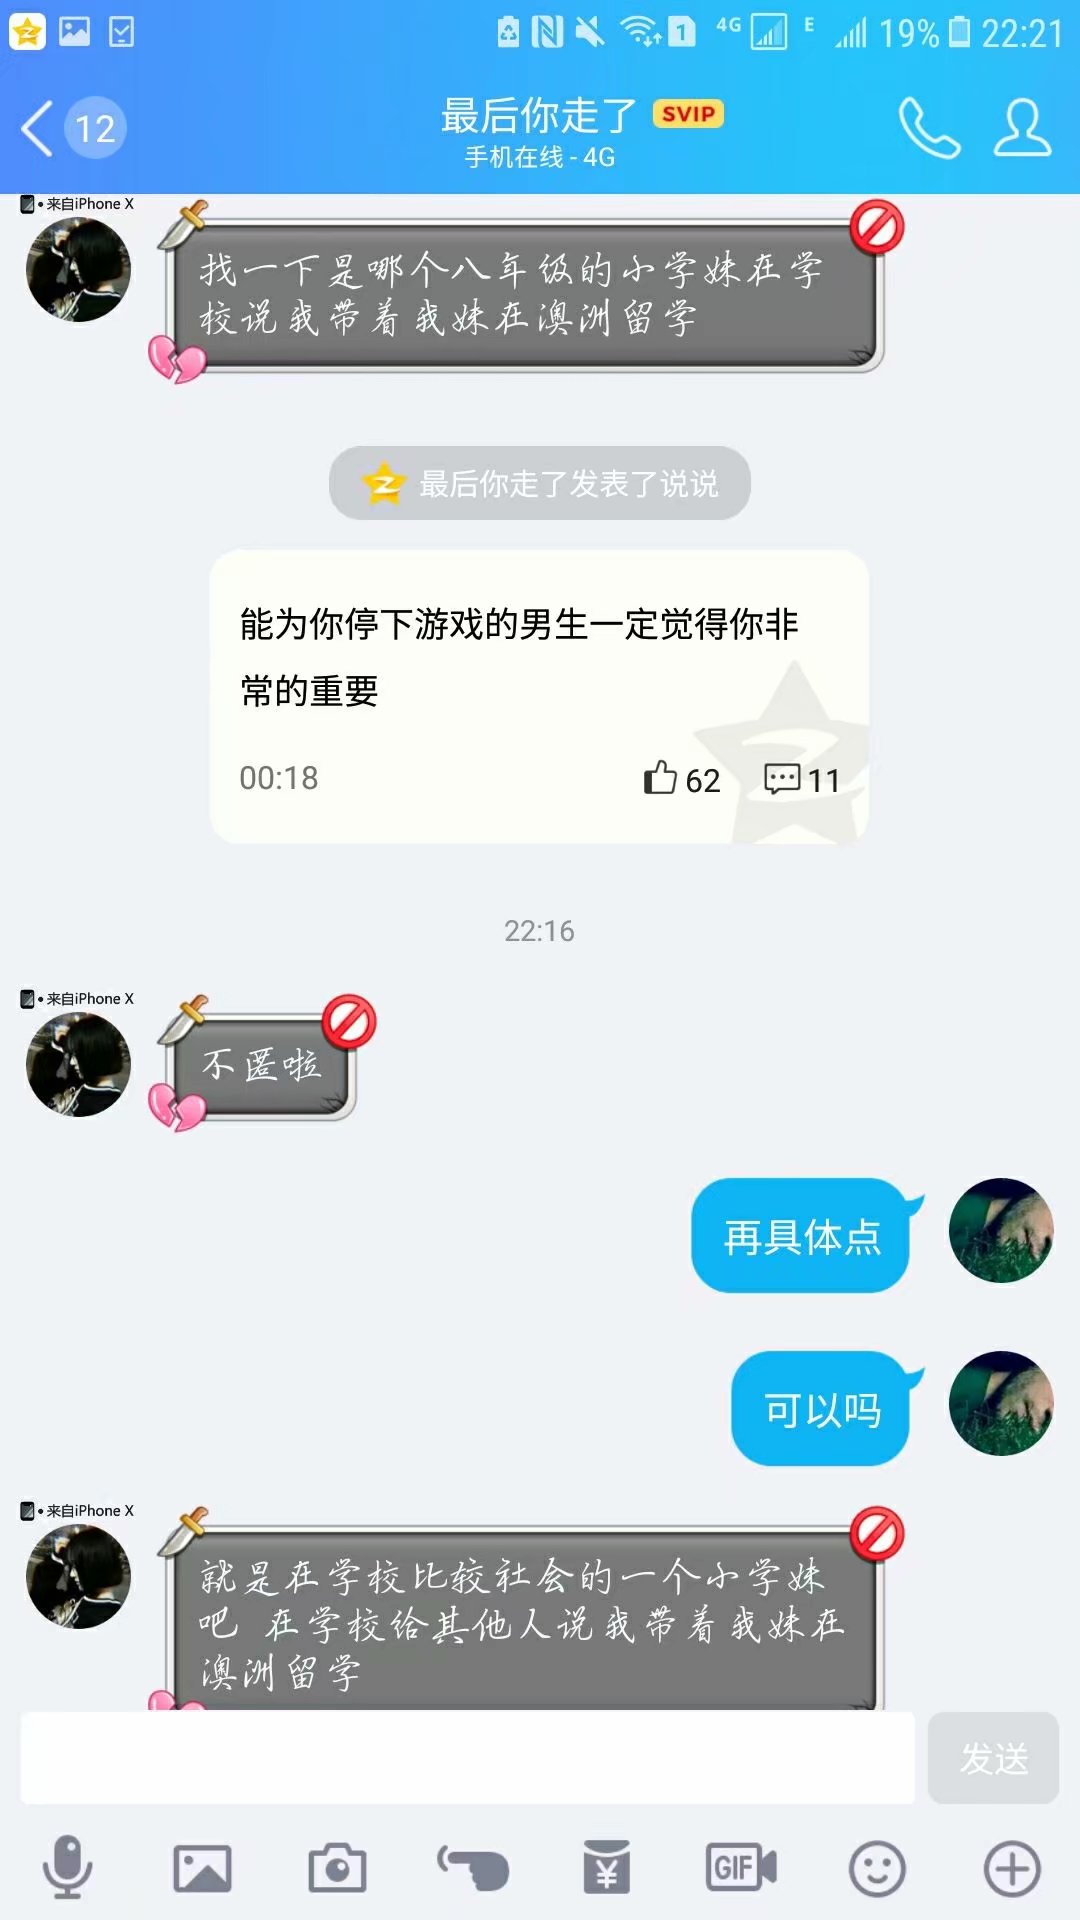 4G E 19% 22:21
12 最后你走了 SVIP
手机在线 - 4G
来自iPhone X
找一下是哪个八年级的小学妹在学
校说我带着我妹在澳洲留学
最后你走了发表了说说
能为你停下游戏的男生一定觉得你非
常的重要
00:18 62 11
22:16
来自iPhone X
不匿啦
再具体点
可以吗
来自iPhone X
就是在学校比较社会的一个小学妹
吧 在学校给其他人说我带着我妹在
澳洲留学
发送
GIF